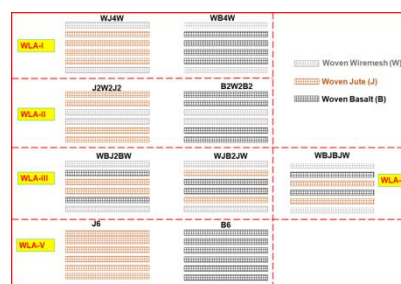 WJ4W WB4W
WLA-I
Woven Wiremesh (W)
Woven Jute (J)
Woven Basalt (B)
J2W2J2 B2W2B2
WLA-II
WBJ2BW WJB2JW WBJBJW
WLA-III
J6 B6
WLA-V